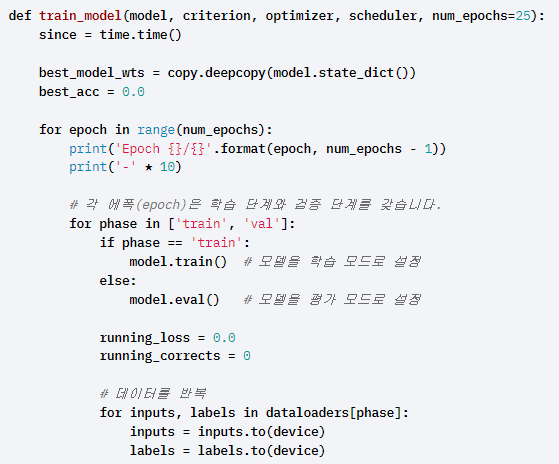 def train_model(model, criterion, optimizer, scheduler, num_epochs=25):
    since = time.time()

    best_model_wts = copy.deepcopy(model.state_dict())
    best_acc = 0.0

    for epoch in range(num_epochs):
        print('Epoch {}/{}'.format(epoch, num_epochs - 1))
        print('-' * 10)

        # 각 에폭(epoch)은 학습 단계와 검증 단계를 갖습니다.
        for phase in ['train', 'val']:
            if phase == 'train':
                model.train()  # 모델을 학습 모드로 설정
            else:
                model.eval()   # 모델을 평가 모드로 설정

            running_loss = 0.0
            running_corrects = 0

            # 데이터를 반복
            for inputs, labels in dataloaders[phase]:
                inputs = inputs.to(device)
                labels = labels.to(device)